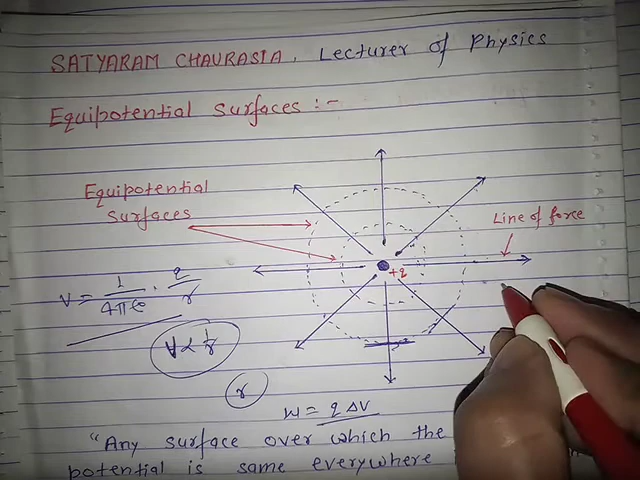 SATYARAM CHAURASIA, Lecturer of Physics
Equipotential Surfaces :-
Equipotential
surfaces
Line of force
+q
V = 1/4πϵ · q/r
V ∝ 1/r
r
W = q ΔV
"Any surface over which the
potential is same everywhere